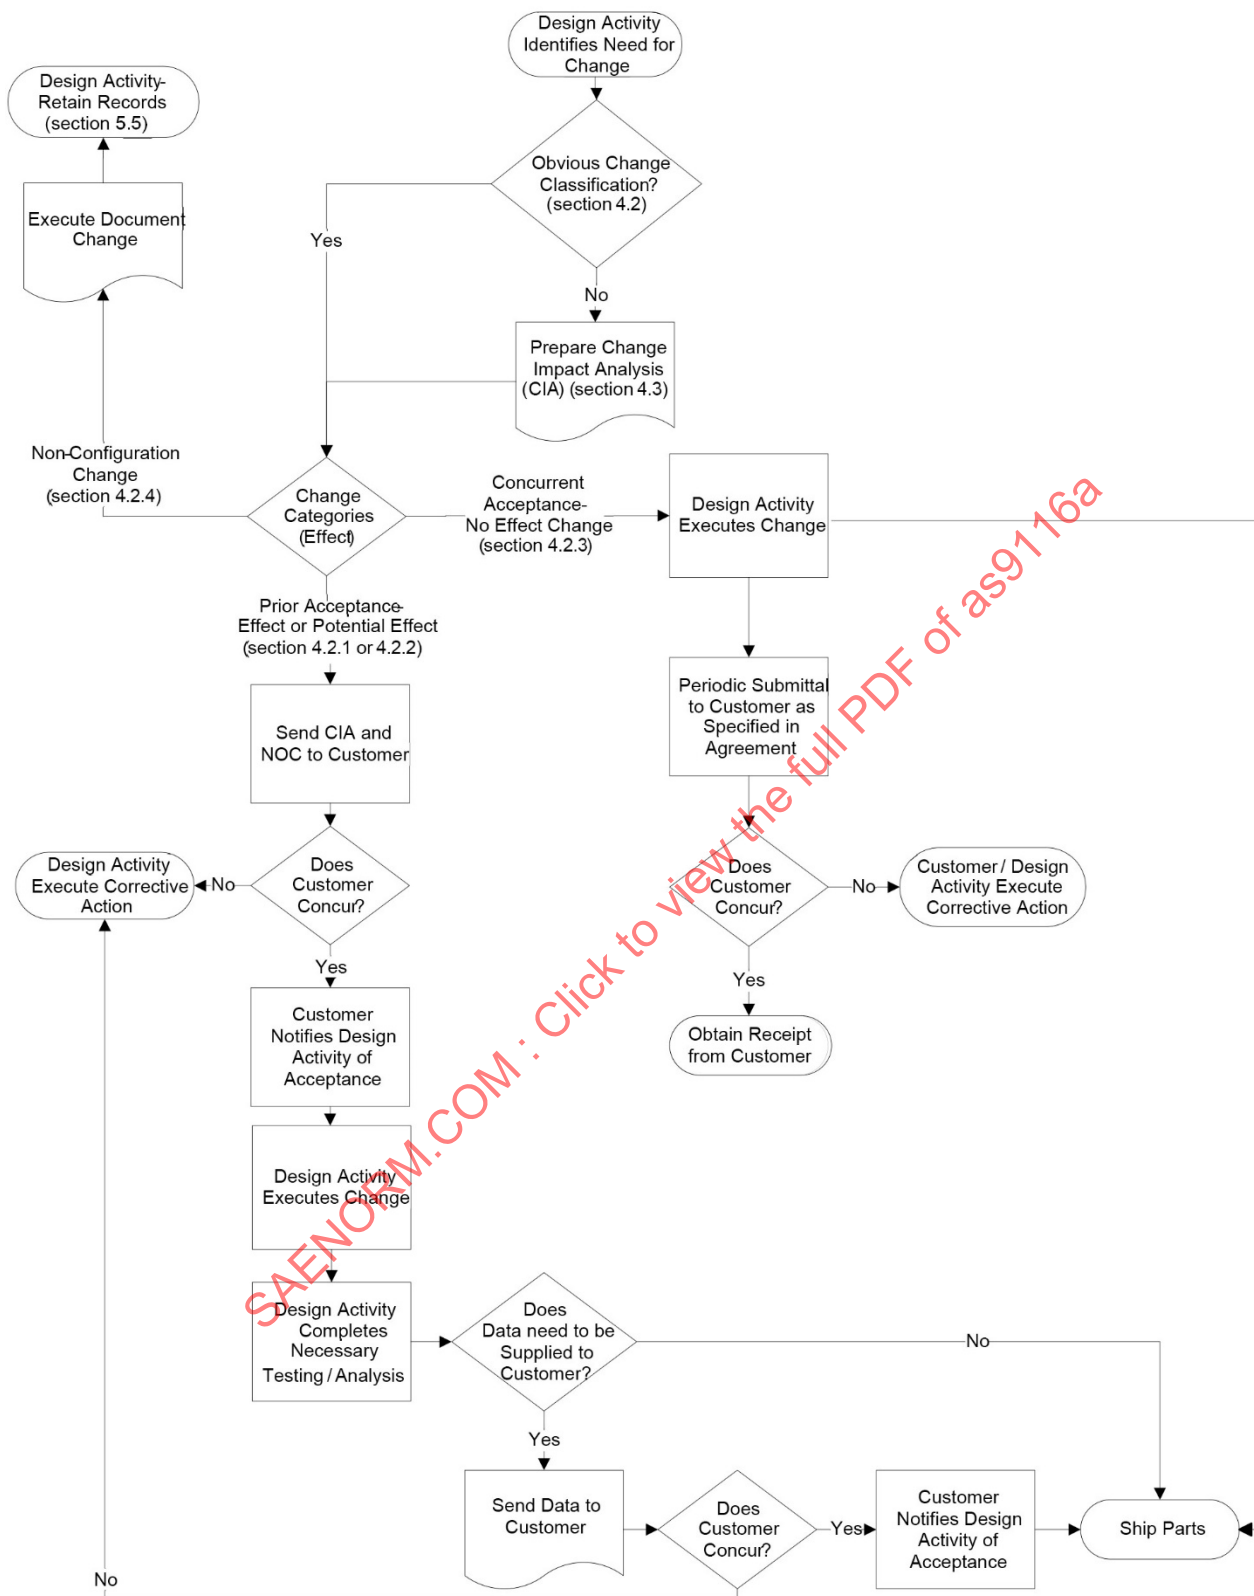 Design Activity
Identifies Need for
Change
Design Activity-
Retain Records
(section 5.5)
Obvious Change
Classification?
(section 4.2)
Execute Document
Change
Yes
No
Prepare Change
Impact Analysis
(CIA) (section 4.3)
Non-Configuration
Change
(section 4.2.4)
Change
Categories
(Effect)
Concurrent
Acceptance-
No Effect Change
(section 4.2.3)
Design Activity
Executes Change
Prior Acceptance-
Effect or Potential Effect
(section 4.2.1 or 4.2.2)
Periodic Submittal
to Customer as
Specified in
Agreement
Send CIA and
NOC to Customer
Design Activity
Execute Corrective
Action
No
Does
Customer
Concur?
Does
Customer
Concur?
No
Customer / Design
Activity Execute
Corrective Action
Yes
Yes
Customer
Notifies Design
Activity of
Acceptance
Obtain Receipt
from Customer
Design Activity
Executes Change
Design Activity
Completes
Necessary
Testing / Analysis
Does
Data need to be
Supplied to
Customer?
No
Yes
Send Data to
Customer
Does
Customer
Concur?
Yes
Customer
Notifies Design
Activity of
Acceptance
Ship Parts
No
SAENORM.COM : Click to view the full PDF of as9116a